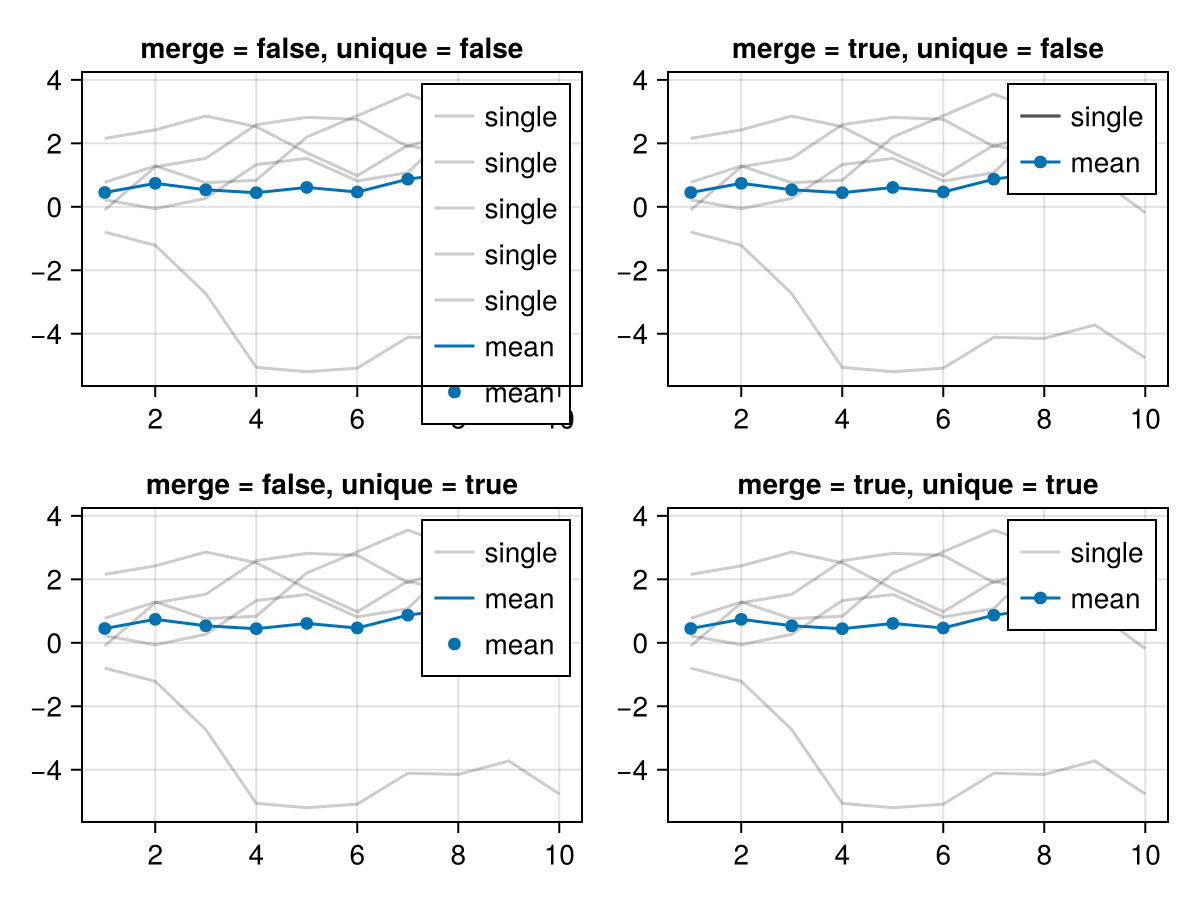 merge = false, unique = false
4
2
0
−2
−4
single
single
single
single
single
mean
mean
2 4 6 8 10
merge = true, unique = false
4
2
0
−2
−4
single
mean
2 4 6 8 10
merge = false, unique = true
4
2
0
−2
−4
single
mean
mean
2 4 6 8 10
merge = true, unique = true
4
2
0
−2
−4
single
mean
2 4 6 8 10